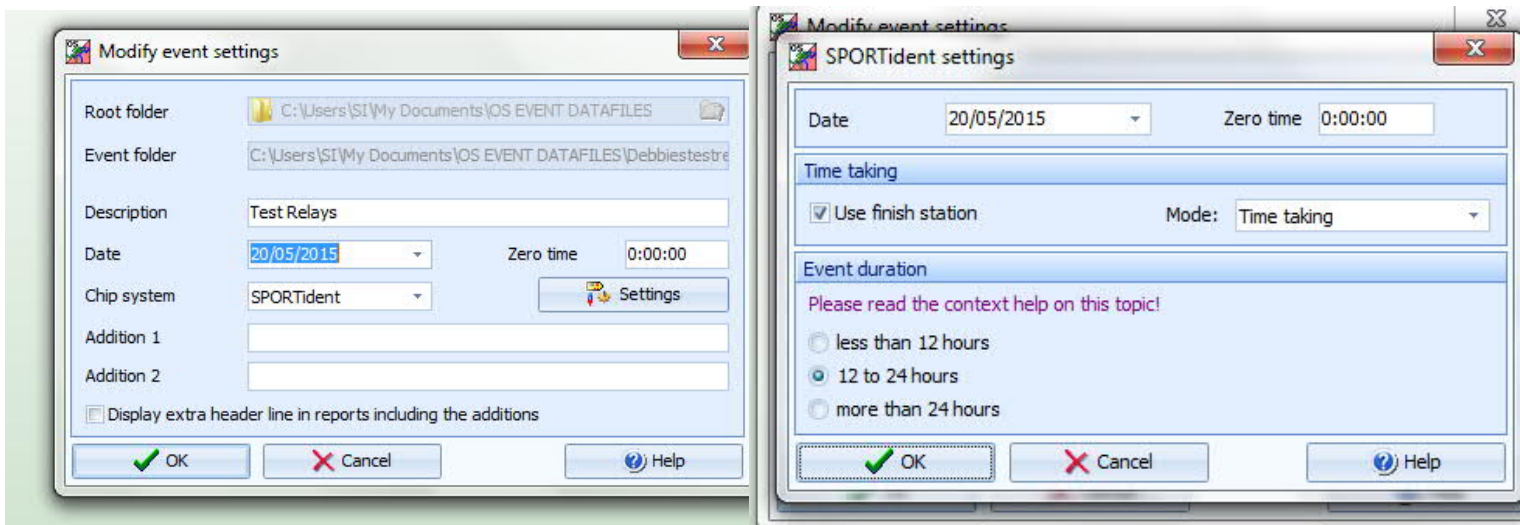 Modify event settings
Root folder C:\Users\SI\My Documents\OS EVENT DATAFILES
Event folder C:\Users\SI\My Documents\OS EVENT DATAFILES\Debbiestestre
Description Test Relays
Date 20/05/2015 Zero time 0:00:00
Chip system SPORTident Settings
Addition 1
Addition 2
Display extra header line in reports including the additions
OK Cancel Help
Modify event settings
SPORTident settings
Date 20/05/2015 Zero time 0:00:00
Time taking
Use finish station Mode: Time taking
Event duration
Please read the context help on this topic!
less than 12 hours
12 to 24 hours
more than 24 hours
OK Cancel Help